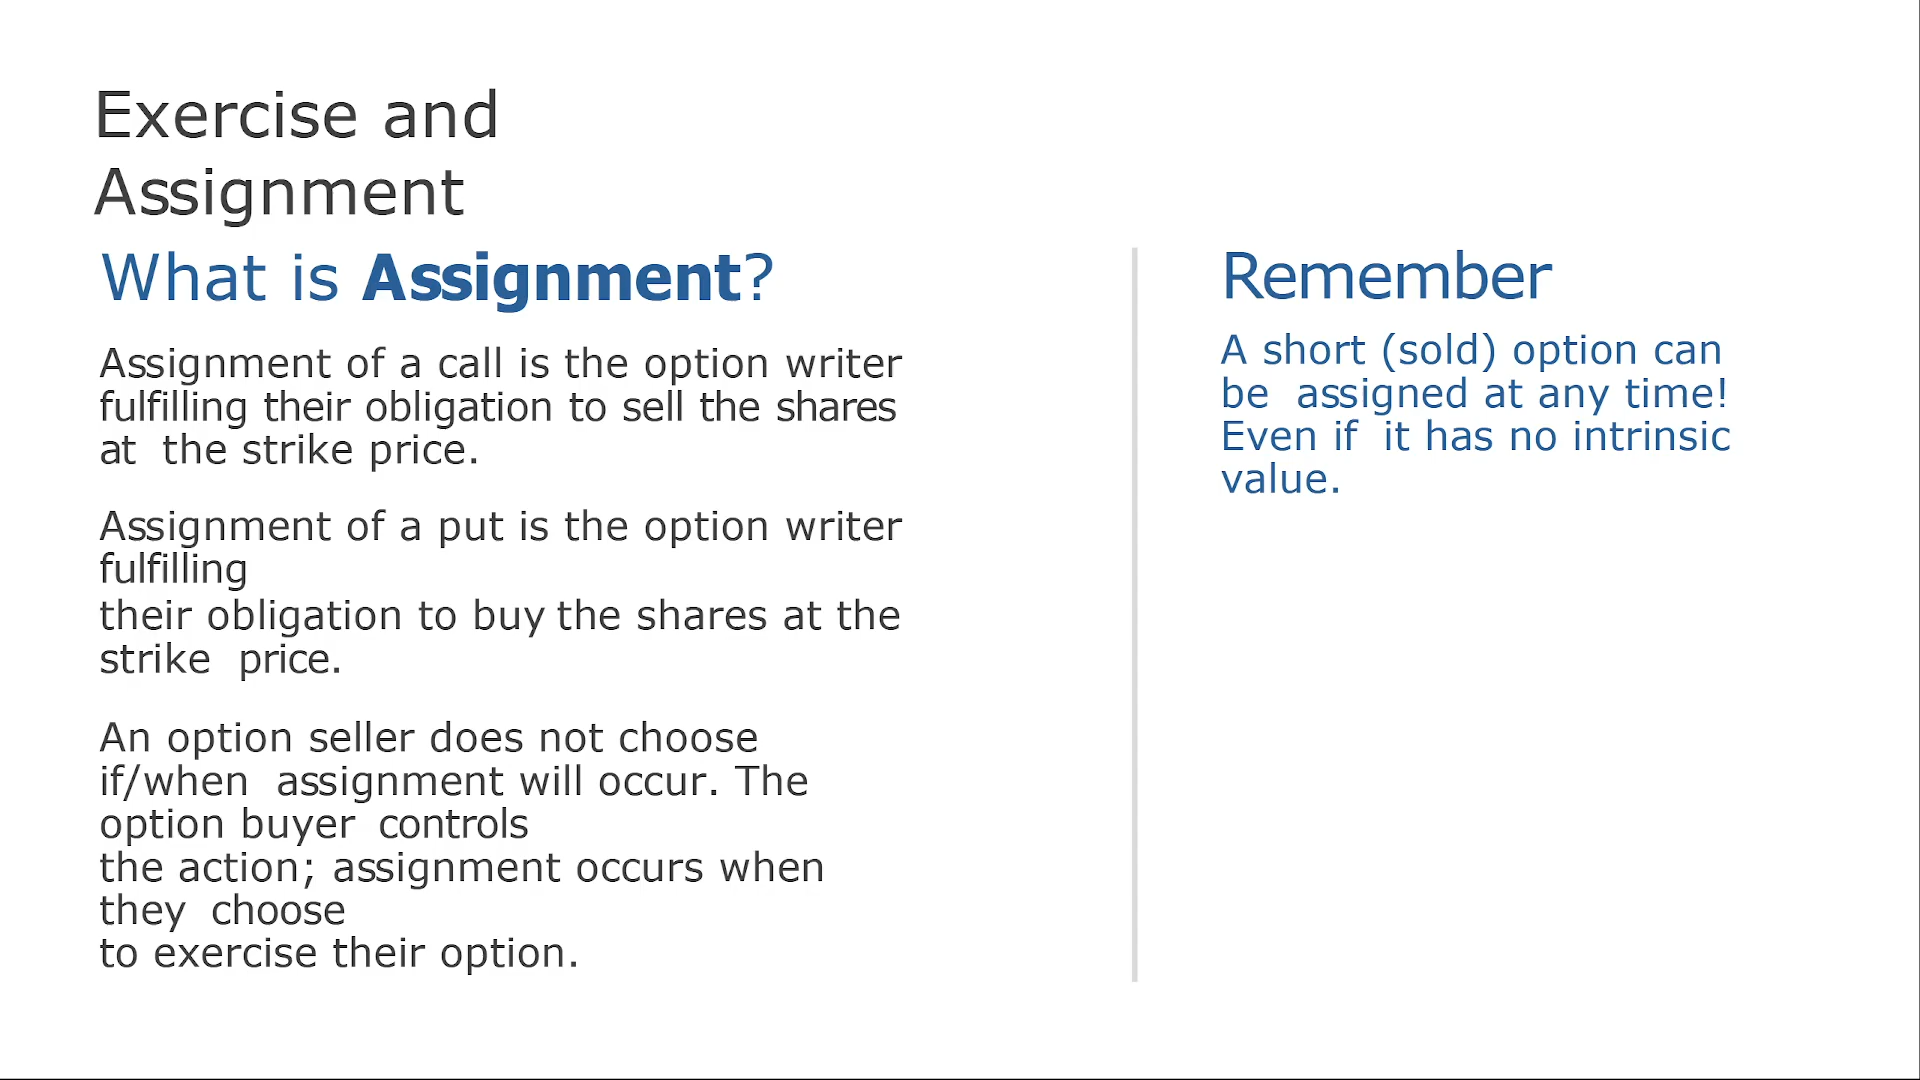 Exercise and
Assignment
What is Assignment?
Assignment of a call is the option writer
fulfilling their obligation to sell the shares
at the strike price.
Assignment of a put is the option writer
fulfilling
their obligation to buy the shares at the
strike price.
An option seller does not choose
if/when assignment will occur. The
option buyer controls
the action; assignment occurs when
they choose
to exercise their option.
Remember
A short (sold) option can
be assigned at any time!
Even if it has no intrinsic
value.